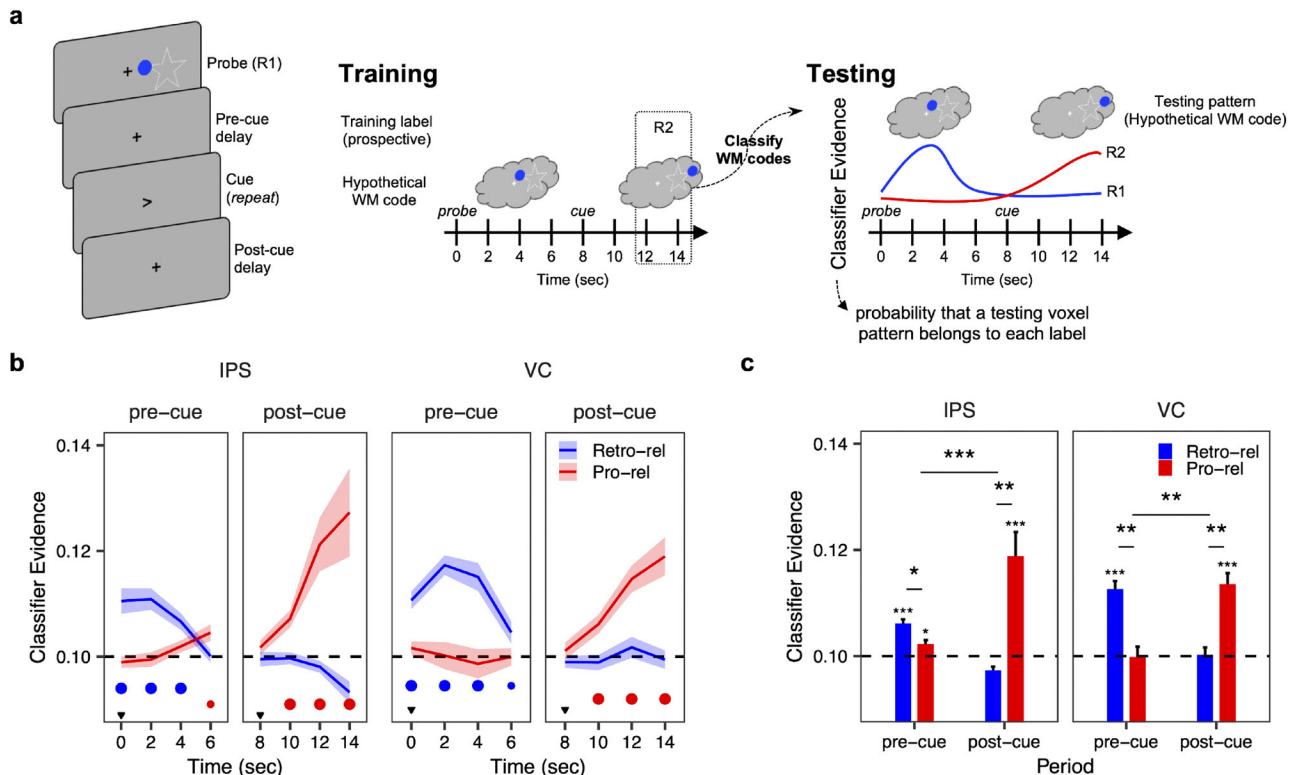 a
Probe (R1)
Pre-cue
delay
Cue
(repeat)
>
Post-cue
delay
Training
Training label
(prospective)
Hypothetical
WM code
R2
probe
cue
0 2 4 6 8 10 12 14
Time (sec)
Classify
WM codes
Testing
Classifier Evidence
Testing pattern
(Hypothetical WM code)
R2
R1
probe
cue
0 2 4 6 8 10 12 14
Time (sec)
probability that a testing voxel
pattern belongs to each label
b
IPS VC
pre-cue post-cue pre-cue post-cue
Classifier Evidence
0.14
0.12
0.10
Retro-rel
Pro-rel
0 2 4 6 8 10 12 14 0 2 4 6 8 10 12 14
Time (sec) Time (sec)
c
IPS VC
Classifier Evidence
0.14
0.12
0.10
Retro-rel
Pro-rel
*** **
** ** **
*** *** ***
*
*** *
pre-cue post-cue pre-cue post-cue
Period